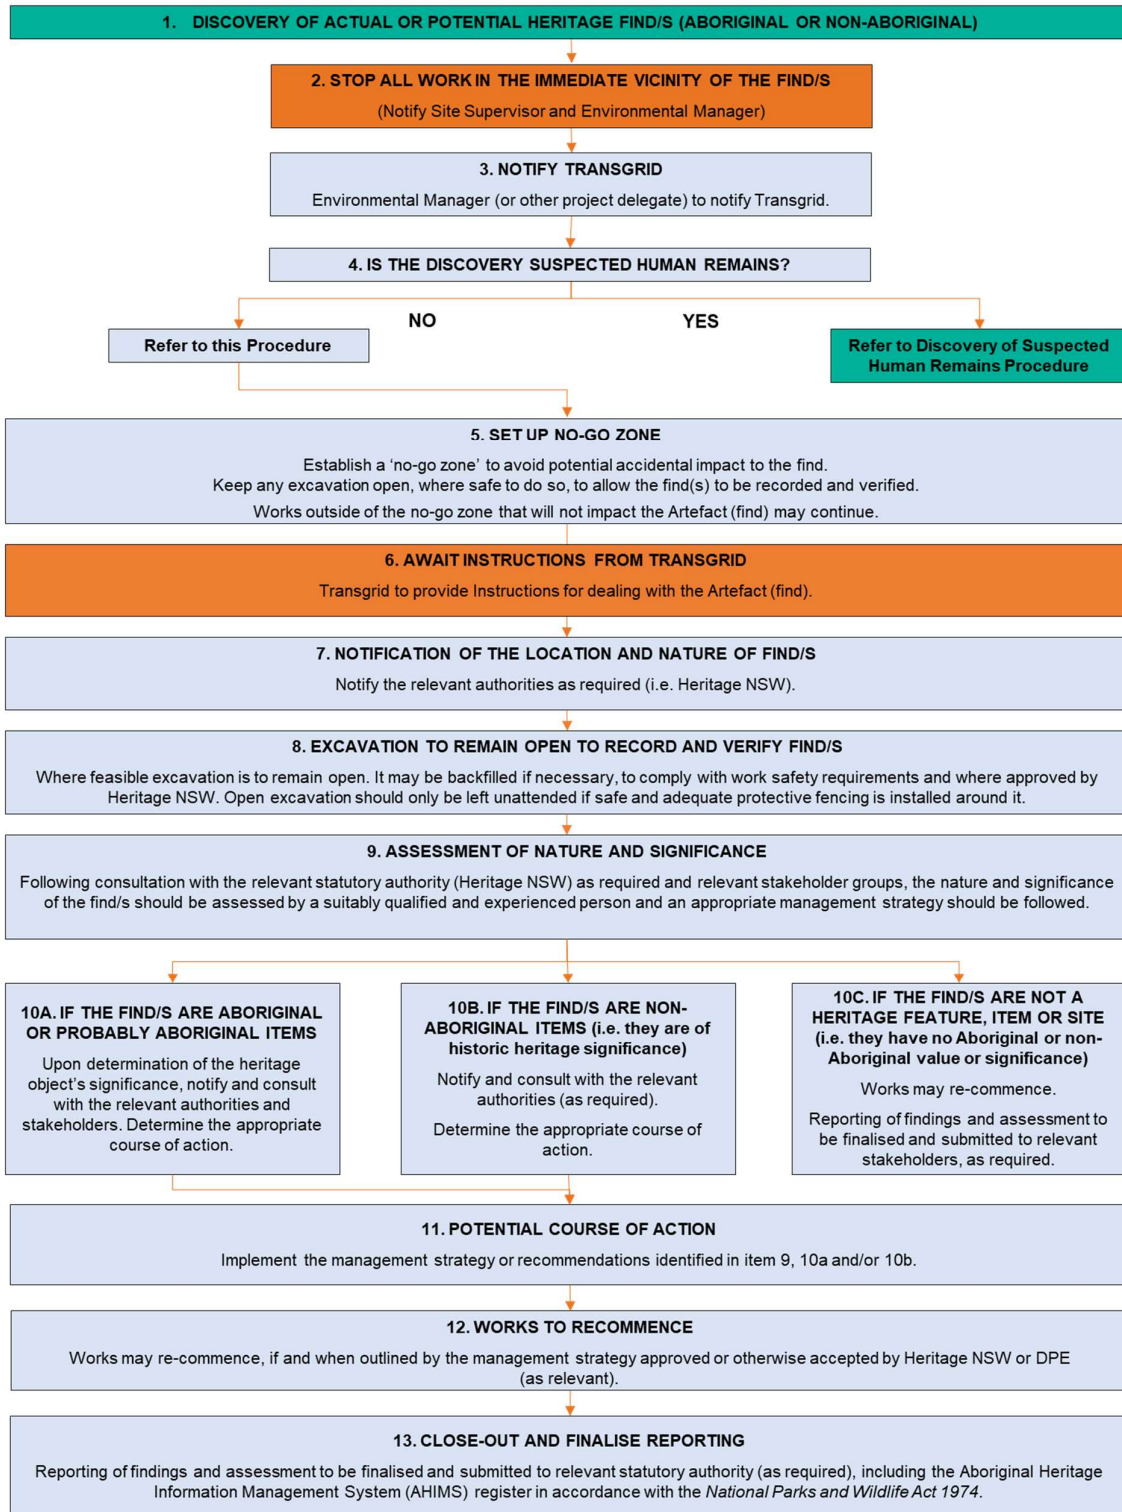 1. DISCOVERY OF ACTUAL OR POTENTIAL HERITAGE FIND/S (ABORIGINAL OR NON-ABORIGINAL)
2. STOP ALL WORK IN THE IMMEDIATE VICINITY OF THE FIND/S
(Notify Site Supervisor and Environmental Manager)
3. NOTIFY TRANSGRID
Environmental Manager (or other project delegate) to notify Transgrid.
4. IS THE DISCOVERY SUSPECTED HUMAN REMAINS?
NO
YES
Refer to this Procedure
Refer to Discovery of Suspected
Human Remains Procedure
5. SET UP NO-GO ZONE
Establish a ‘no-go zone’ to avoid potential accidental impact to the find.
Keep any excavation open, where safe to do so, to allow the find(s) to be recorded and verified.
Works outside of the no-go zone that will not impact the Artefact (find) may continue.
6. AWAIT INSTRUCTIONS FROM TRANSGRID
Transgrid to provide Instructions for dealing with the Artefact (find).
7. NOTIFICATION OF THE LOCATION AND NATURE OF FIND/S
Notify the relevant authorities as required (i.e. Heritage NSW).
8. EXCAVATION TO REMAIN OPEN TO RECORD AND VERIFY FIND/S
Where feasible excavation is to remain open. It may be backfilled if necessary, to comply with work safety requirements and where approved by
Heritage NSW. Open excavation should only be left unattended if safe and adequate protective fencing is installed around it.
9. ASSESSMENT OF NATURE AND SIGNIFICANCE
Following consultation with the relevant statutory authority (Heritage NSW) as required and relevant stakeholder groups, the nature and significance
of the find/s should be assessed by a suitably qualified and experienced person and an appropriate management strategy should be followed.
10A. IF THE FIND/S ARE ABORIGINAL
OR PROBABLY ABORIGINAL ITEMS
Upon determination of the heritage
object's significance, notify and consult
with the relevant authorities and
stakeholders. Determine the appropriate
course of action.
10B. IF THE FIND/S ARE NON-
ABORIGINAL ITEMS (i.e. they are of
historic heritage significance)
Notify and consult with the relevant
authorities (as required).
Determine the appropriate course of
action.
10C. IF THE FIND/S ARE NOT A
HERITAGE FEATURE, ITEM OR SITE
(i.e. they have no Aboriginal or non-
Aboriginal value or significance)
Works may re-commence.
Reporting of findings and assessment to
be finalised and submitted to relevant
stakeholders, as required.
11. POTENTIAL COURSE OF ACTION
Implement the management strategy or recommendations identified in item 9, 10a and/or 10b.
12. WORKS TO RECOMMENCE
Works may re-commence, if and when outlined by the management strategy approved or otherwise accepted by Heritage NSW or DPE
(as relevant).
13. CLOSE-OUT AND FINALISE REPORTING
Reporting of findings and assessment to be finalised and submitted to relevant statutory authority (as required), including the Aboriginal Heritage
Information Management System (AHIMS) register in accordance with the National Parks and Wildlife Act 1974.